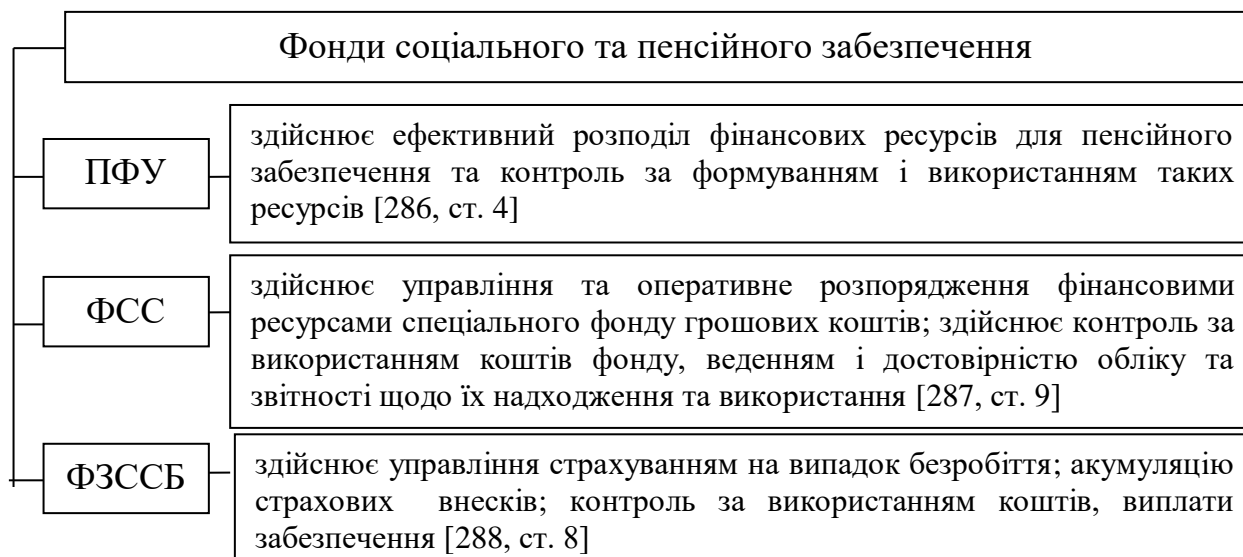 Фонди соціального та пенсійного забезпечення
ПФУ
здійснює ефективний розподіл фінансових ресурсів для пенсійного
забезпечення та контроль за формуванням і використанням таких
ресурсів [286, ст. 4]
ФСС
здійснює управління та оперативне розпорядження фінансовими
ресурсами спеціального фонду грошових коштів; здійснює контроль за
використанням коштів фонду, веденням і достовірністю обліку та
звітності щодо їх надходження та використання [287, ст. 9]
ФЗССБ
здійснює управління страхуванням на випадок безробіття; акумуляцію
страхових внесків; контроль за використанням коштів, виплати
забезпечення [288, ст. 8]